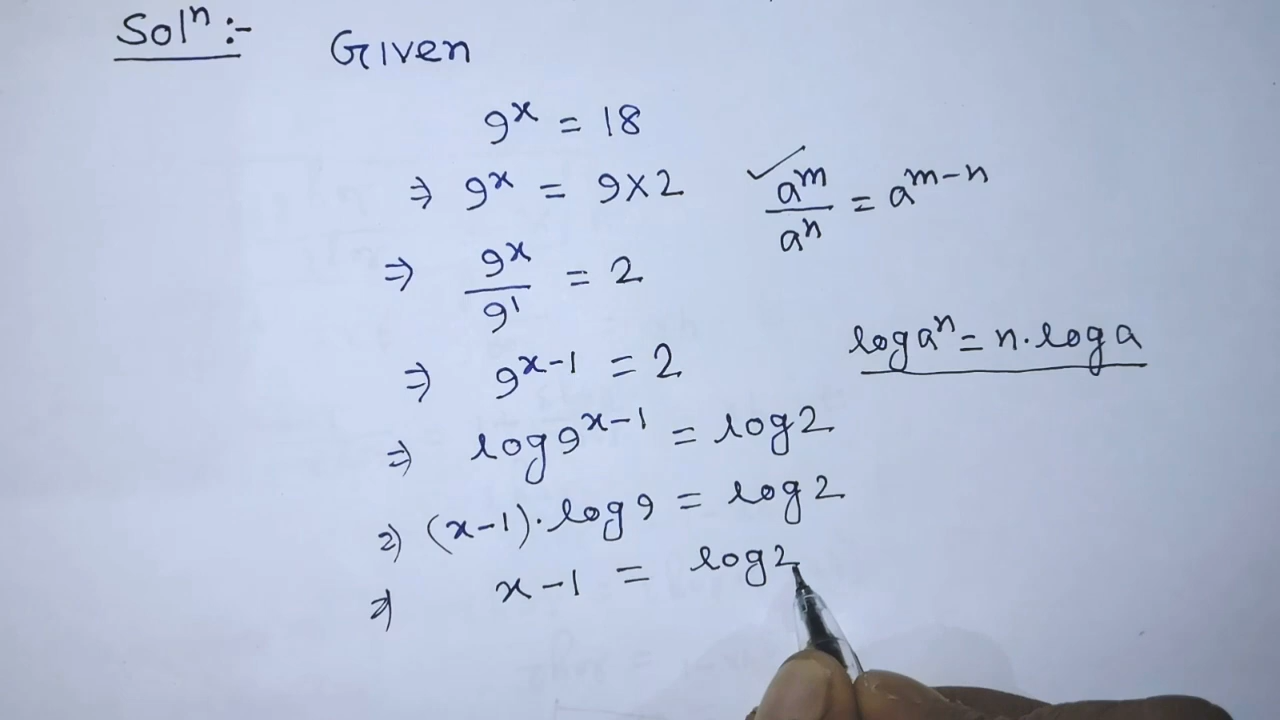 Solⁿ :- Given
9ˣ = 18
⇒ 9ˣ = 9×2
✓ aᵐ/aⁿ = aᵐ⁻ⁿ
⇒ 9ˣ/9¹ = 2
⇒ 9ˣ⁻¹ = 2
log aⁿ = n·log a
⇒ log 9ˣ⁻¹ = log 2
⇒ (x-1)·log 9 = log 2
⇒ x-1 = log 2